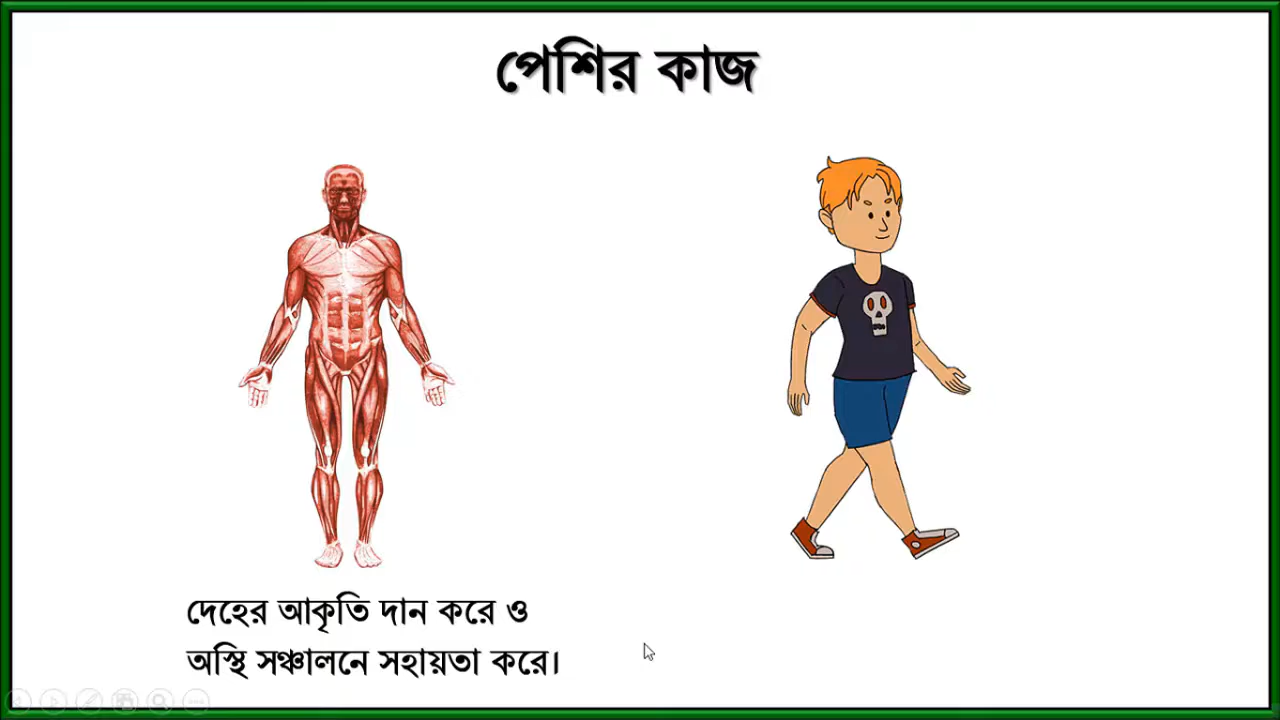 পেশির কাজ
দেহের আকৃতি দান করে ও
অস্থি সঞ্চালনে সহায়তা করে।